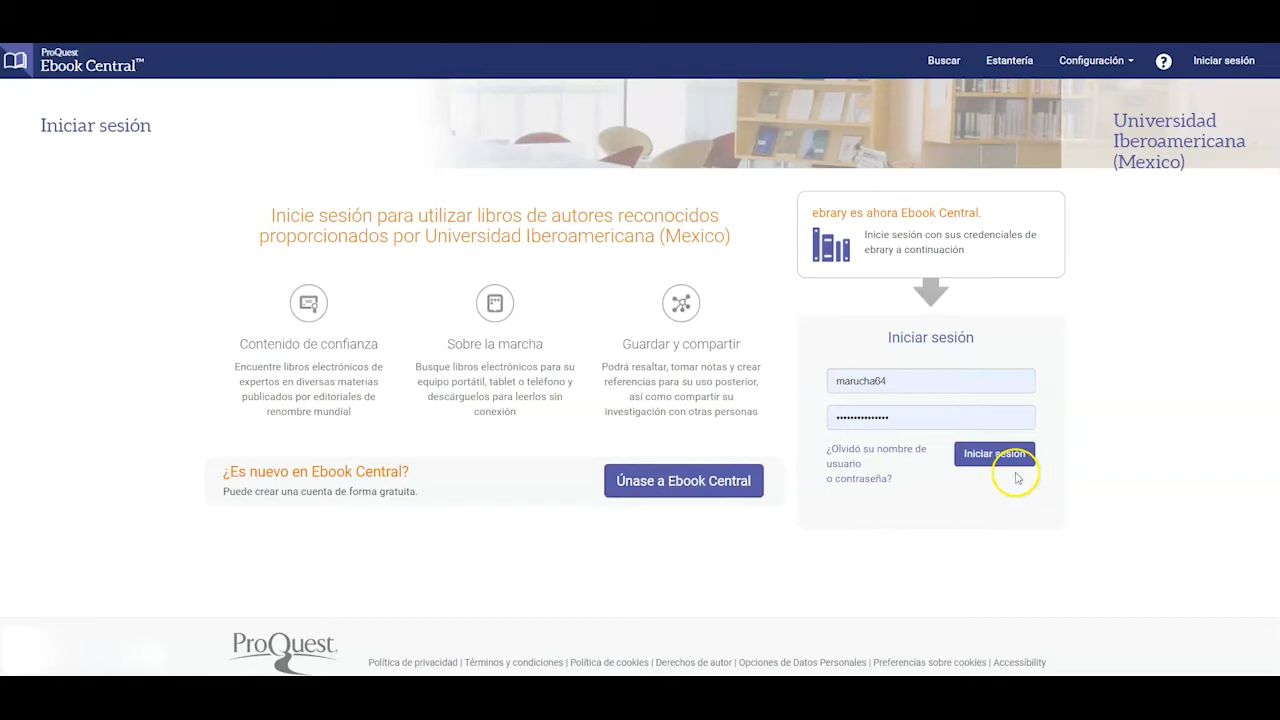 ProQuest
Ebook Central™
Buscar
Estantería
Configuración
?
Iniciar sesión
Iniciar sesión
Universidad
Iberoamericana
(Mexico)
Inicie sesión para utilizar libros de autores reconocidos
proporcionados por Universidad Iberoamericana (Mexico)
Contenido de confianza
Encuentre libros electrónicos de
expertos en diversas materias
publicados por editoriales de
renombre mundial
Sobre la marcha
Busque libros electrónicos para su
equipo portátil, tablet o teléfono y
descárguelos para leerlos sin
conexión
Guardar y compartir
Podrá resaltar, tomar notas y crear
referencias para su uso posterior,
así como compartir su
investigación con otras personas
¿Es nuevo en Ebook Central?
Puede crear una cuenta de forma gratuita.
Únase a Ebook Central
ebrary es ahora Ebook Central.
Inicie sesión con sus credenciales de
ebrary a continuación
Iniciar sesión
marucha64
•••••••••••••••
¿Olvidó su nombre de
usuario
o contraseña?
Iniciar sesión
ProQuest
Política de privacidad | Términos y condiciones | Política de cookies | Derechos de autor | Opciones de Datos Personales | Preferencias sobre cookies | Accessibility